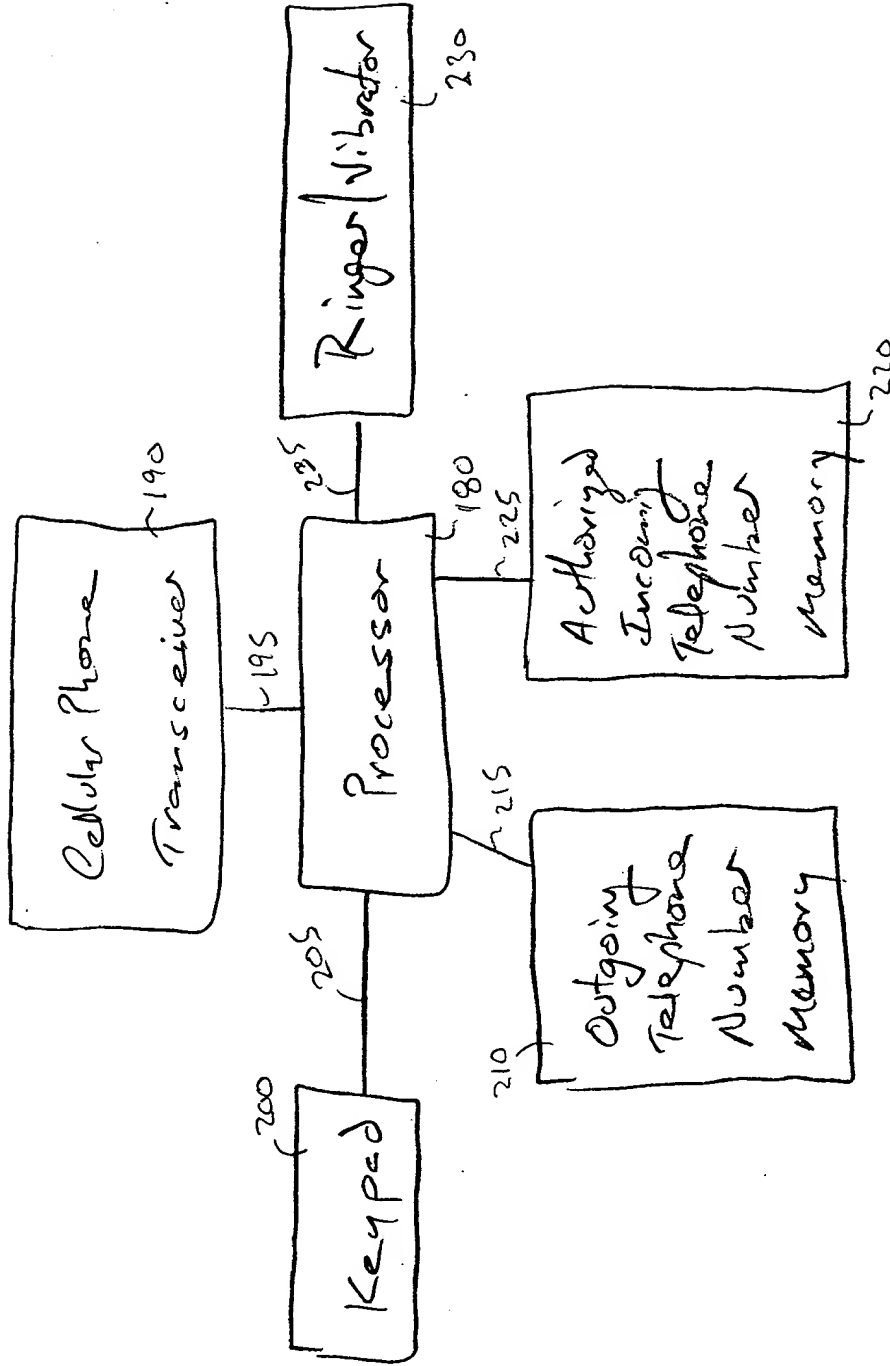 Cellular Phone
Transceiver
190
195
Keypad
200
205
Processor
180
235
Ringer/Vibrator
230
215
225
210
Outgoing
Telephone
Number
Memory
Authorized
Incoming
Telephone
Number
Memory
220